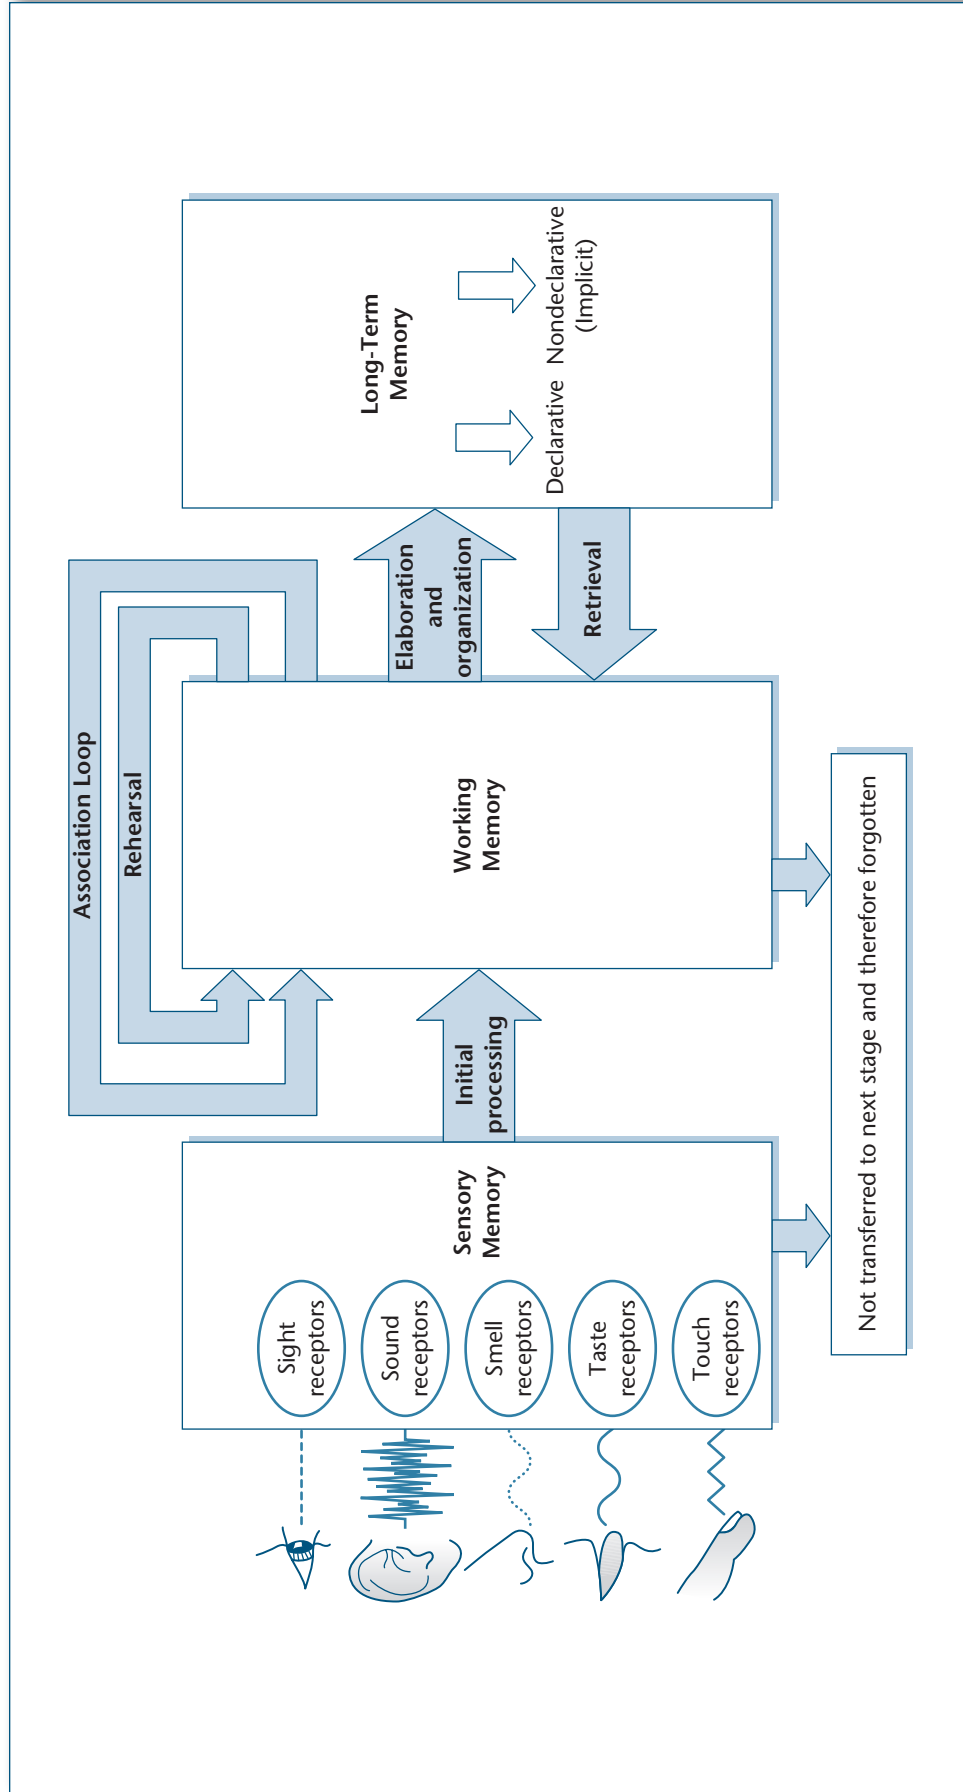 Association Loop
Rehearsal
Sight
receptors
Sound
receptors
Smell
receptors
Taste
receptors
Touch
receptors
Sensory
Memory
Initial
processing
Working
Memory
Elaboration
and
organization
Retrieval
Long-Term
Memory
Declarative
Nondeclarative
(Implicit)
Not transferred to next stage and therefore forgotten